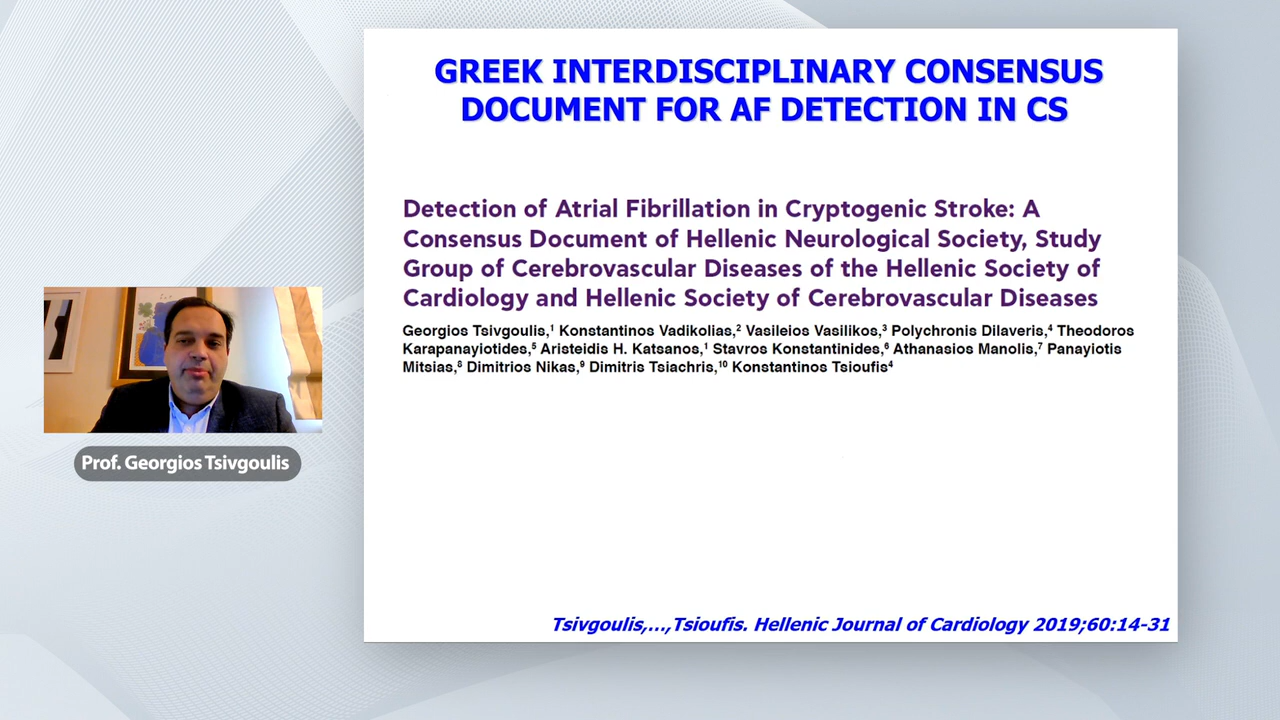 GREEK INTERDISCIPLINARY CONSENSUS
DOCUMENT FOR AF DETECTION IN CS
Detection of Atrial Fibrillation in Cryptogenic Stroke: A
Consensus Document of Hellenic Neurological Society, Study
Group of Cerebrovascular Diseases of the Hellenic Society of
Cardiology and Hellenic Society of Cerebrovascular Diseases
Georgios Tsivgoulis,¹ Konstantinos Vadikolias,² Vasileios Vasilikos,³ Polychronis Dilaveris,⁴ Theodoros
Karapanayiotides,⁵ Aristeidis H. Katsanos,¹ Stavros Konstantinides,⁶ Athanasios Manolis,⁷ Panayiotis
Mitsias,⁸ Dimitrios Nikas,⁹ Dimitris Tsiachris,¹⁰ Konstantinos Tsioufis⁴
Prof. Georgios Tsivgoulis
Tsivgoulis,...,Tsioufis. Hellenic Journal of Cardiology 2019;60:14-31